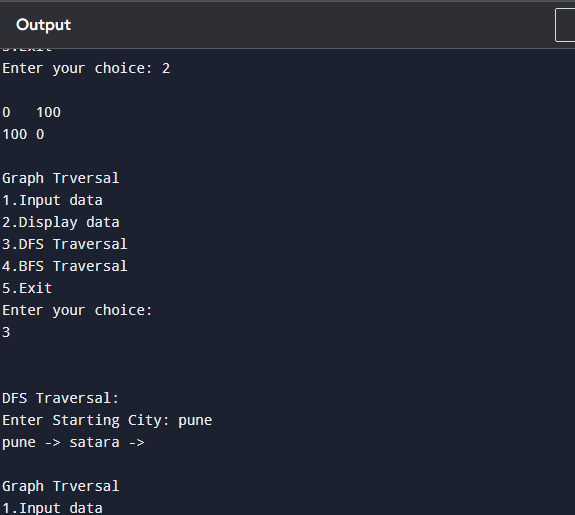 Output
5.Exit
Enter your choice: 2
0   100
100 0
Graph Trversal
1.Input data
2.Display data
3.DFS Traversal
4.BFS Traversal
5.Exit
Enter your choice:
3
DFS Traversal:
Enter Starting City: pune
pune -> satara ->
Graph Trversal
1.Input data